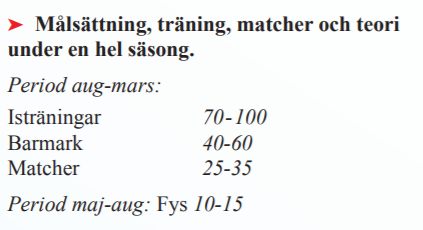 ➤ Målsättning, träning, matcher och teori
under en hel säsong.
Period aug-mars:
Isträningar 70-100
Barmark 40-60
Matcher 25-35
Period maj-aug: Fys 10-15